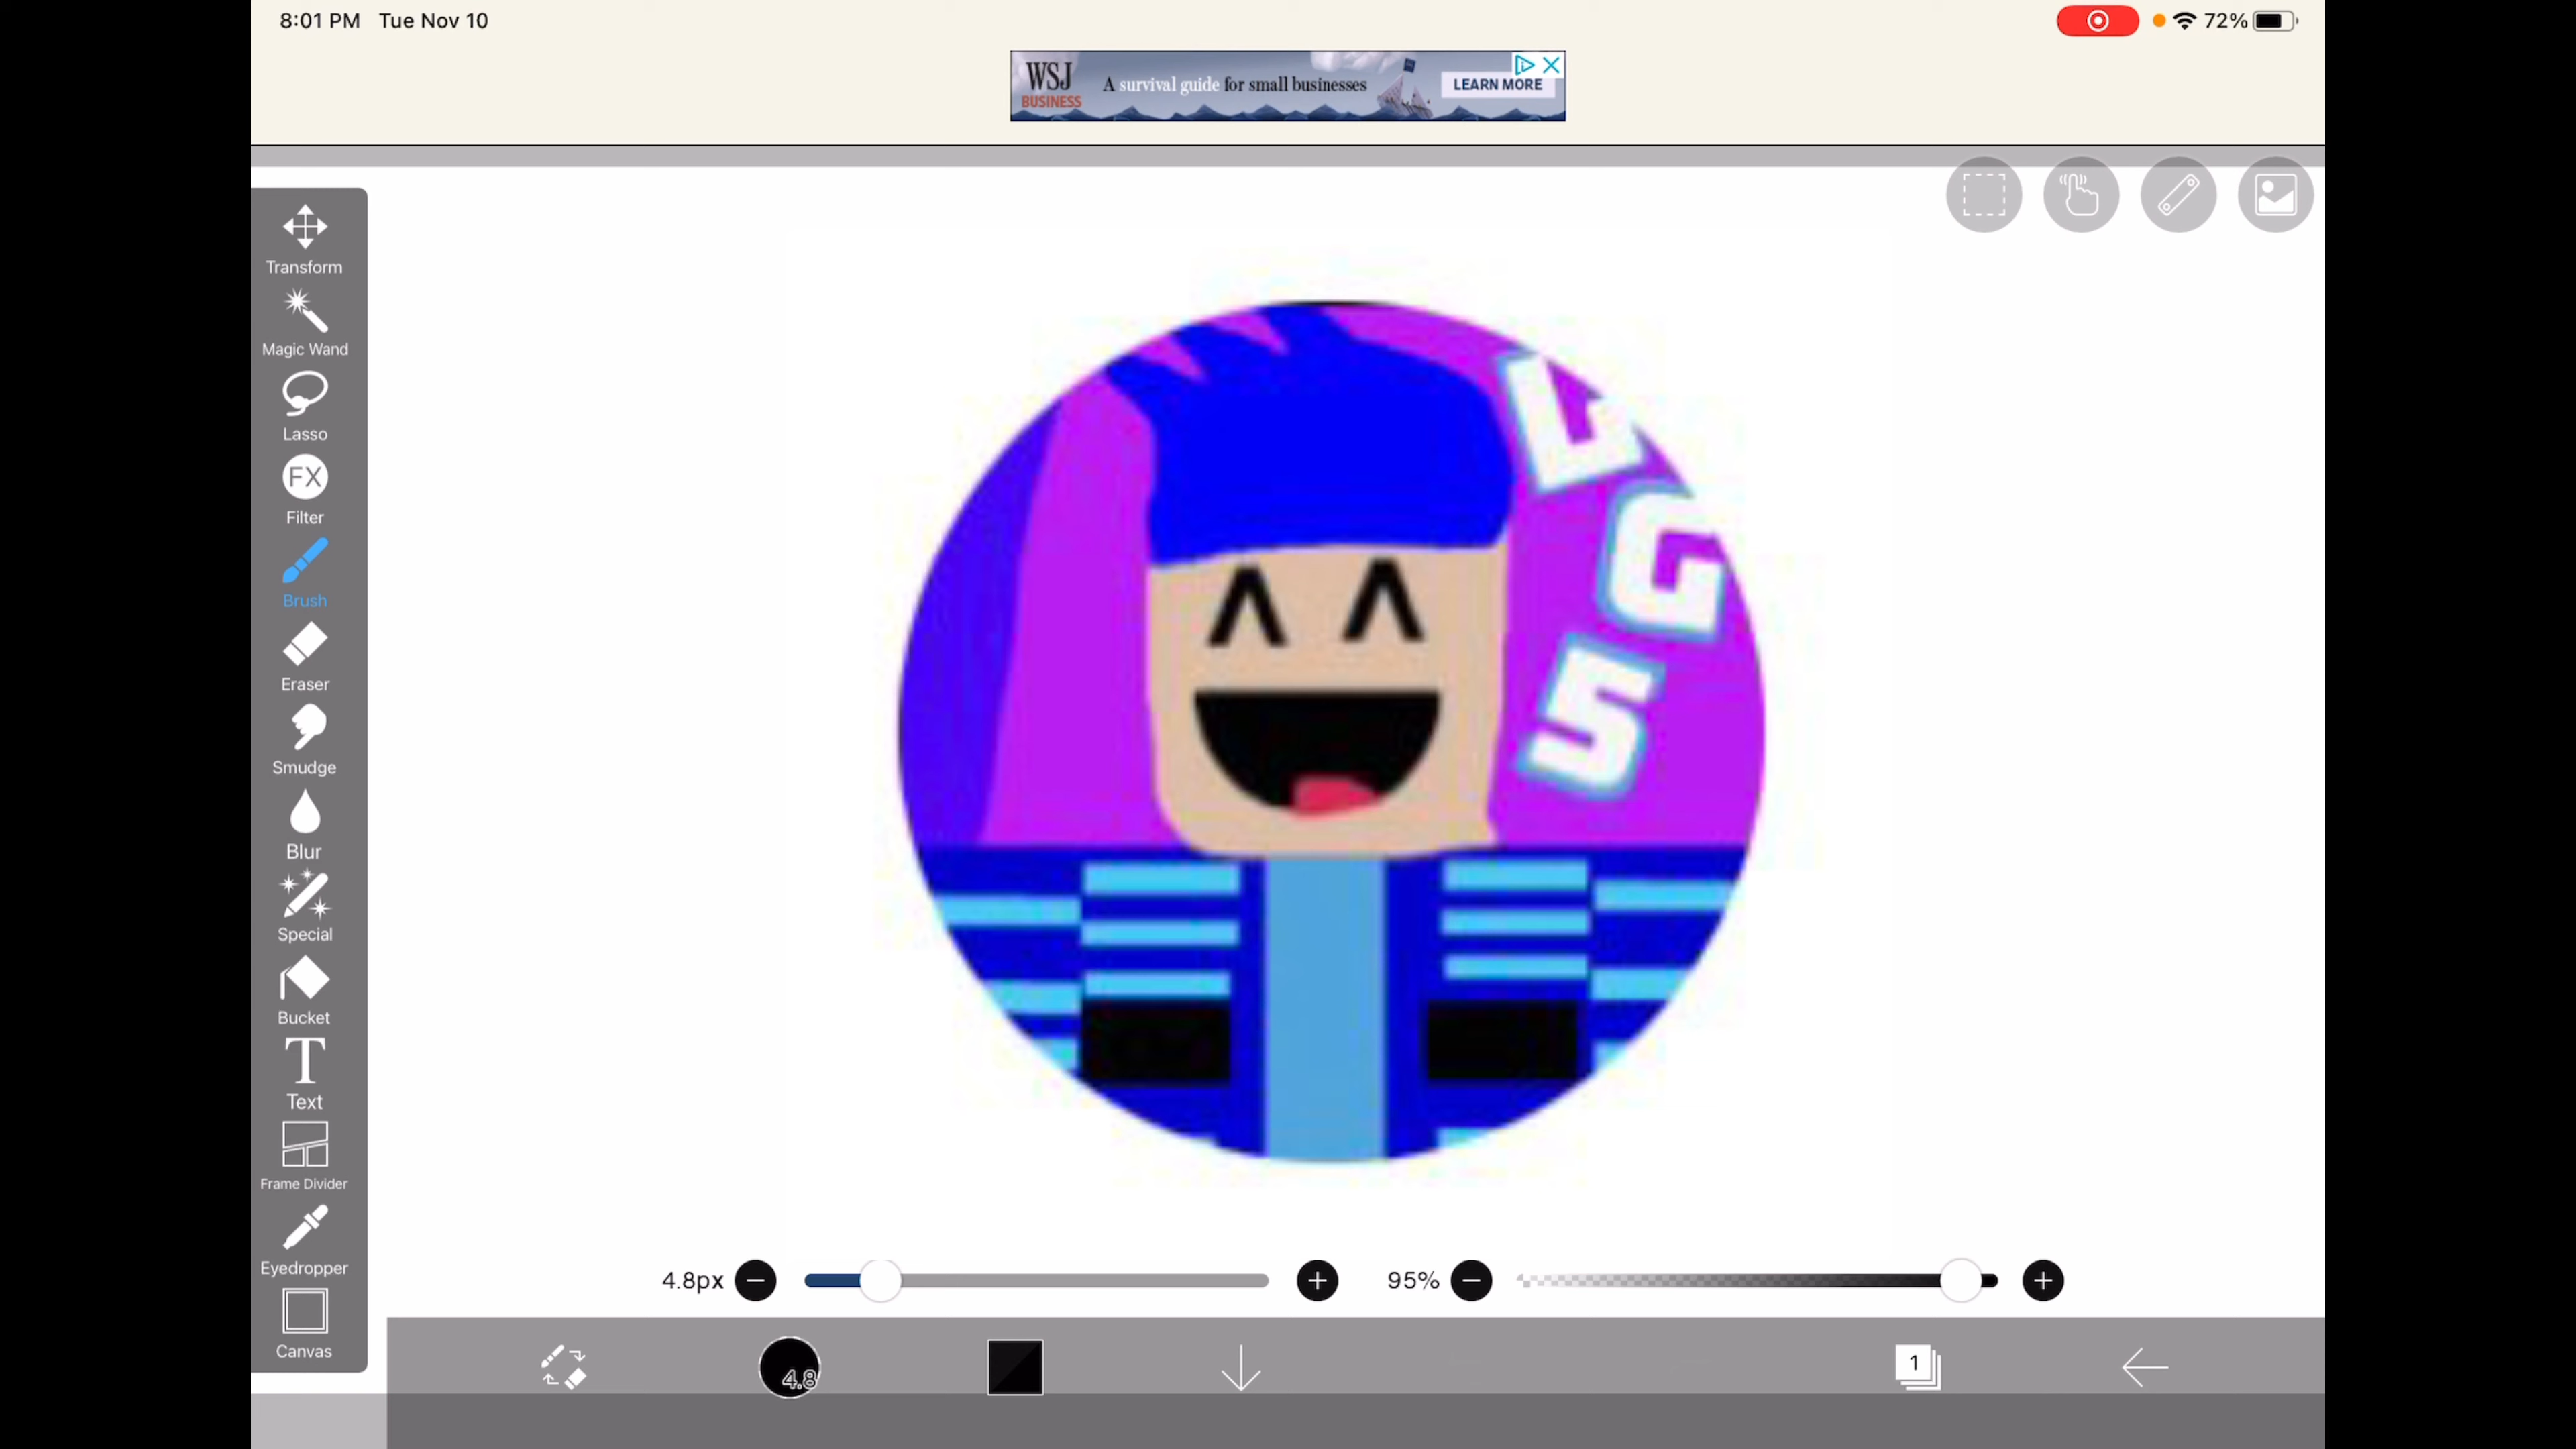 8:01 PM Tue Nov 10
72%
WSJ
BUSINESS
A survival guide for small businesses
LEARN MORE
Transform
Magic Wand
Lasso
FX
Filter
Brush
Eraser
Smudge
Blur
Special
Bucket
T
Text
Frame Divider
Eyedropper
Canvas
G
S
4.8px
95%
4.8
1